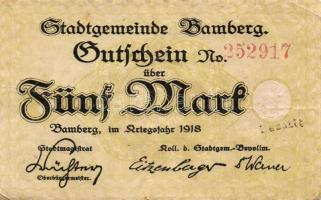 Stadtgemeinde Bamberg.
Gutschein No. 252917
über
Fünf Mark
Bamberg, im Kriegsjahr 1918
Stadtmagistrat Koll. d. Stadtgem.-Bevollm.
Oberbürgermeister.